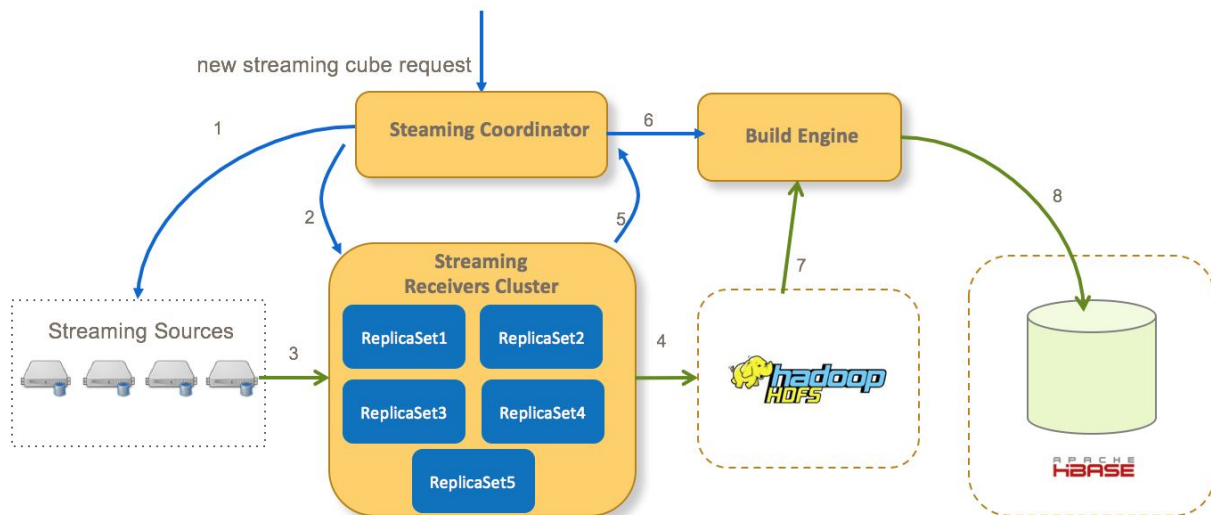 new streaming cube request
1
Steaming Coordinator
6
Build Engine
8
2
5
7
Streaming
Receivers Cluster
Streaming Sources
3
ReplicaSet1
ReplicaSet2
4
ReplicaSet3
ReplicaSet4
ReplicaSet5
hadoop
HDFS
APACHE
HBASE